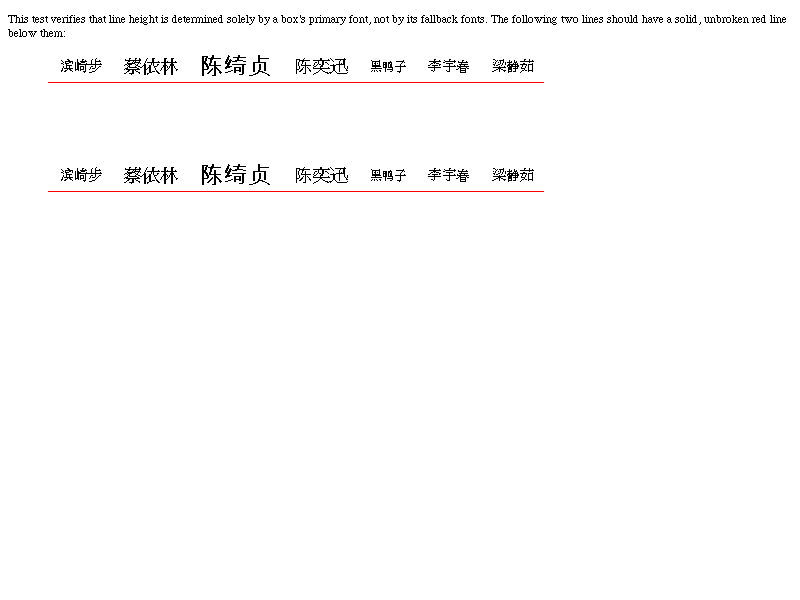 This test verifies that line height is determined solely by a box's primary font, not by its fallback fonts. The following two lines should have a solid, unbroken red line
below them:
滨崎步 蔡依林 陈绮贞 陈奕迅 黑鸭子 李宇春 梁静茹
滨崎步 蔡依林 陈绮贞 陈奕迅 黑鸭子 李宇春 梁静茹